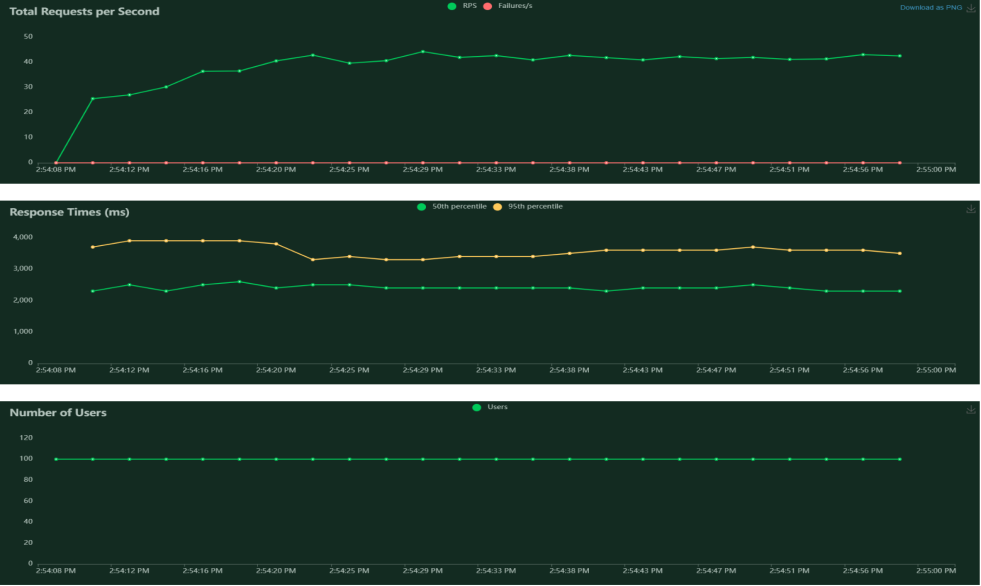 Total Requests per Second
RPS Failures/s
Download as PNG
50
40
30
20
10
0
2:54:08 PM 2:54:12 PM 2:54:16 PM 2:54:20 PM 2:54:25 PM 2:54:29 PM 2:54:33 PM 2:54:38 PM 2:54:43 PM 2:54:47 PM 2:54:51 PM 2:54:56 PM 2:55:00 PM
Response Times (ms)
50th percentile 95th percentile
4,000
3,000
2,000
1,000
0
2:54:08 PM 2:54:12 PM 2:54:16 PM 2:54:20 PM 2:54:25 PM 2:54:29 PM 2:54:33 PM 2:54:38 PM 2:54:43 PM 2:54:47 PM 2:54:51 PM 2:54:56 PM 2:55:00 PM
Number of Users
Users
120
100
80
60
40
20
0
2:54:08 PM 2:54:12 PM 2:54:16 PM 2:54:20 PM 2:54:25 PM 2:54:29 PM 2:54:33 PM 2:54:38 PM 2:54:43 PM 2:54:47 PM 2:54:51 PM 2:54:56 PM 2:55:00 PM